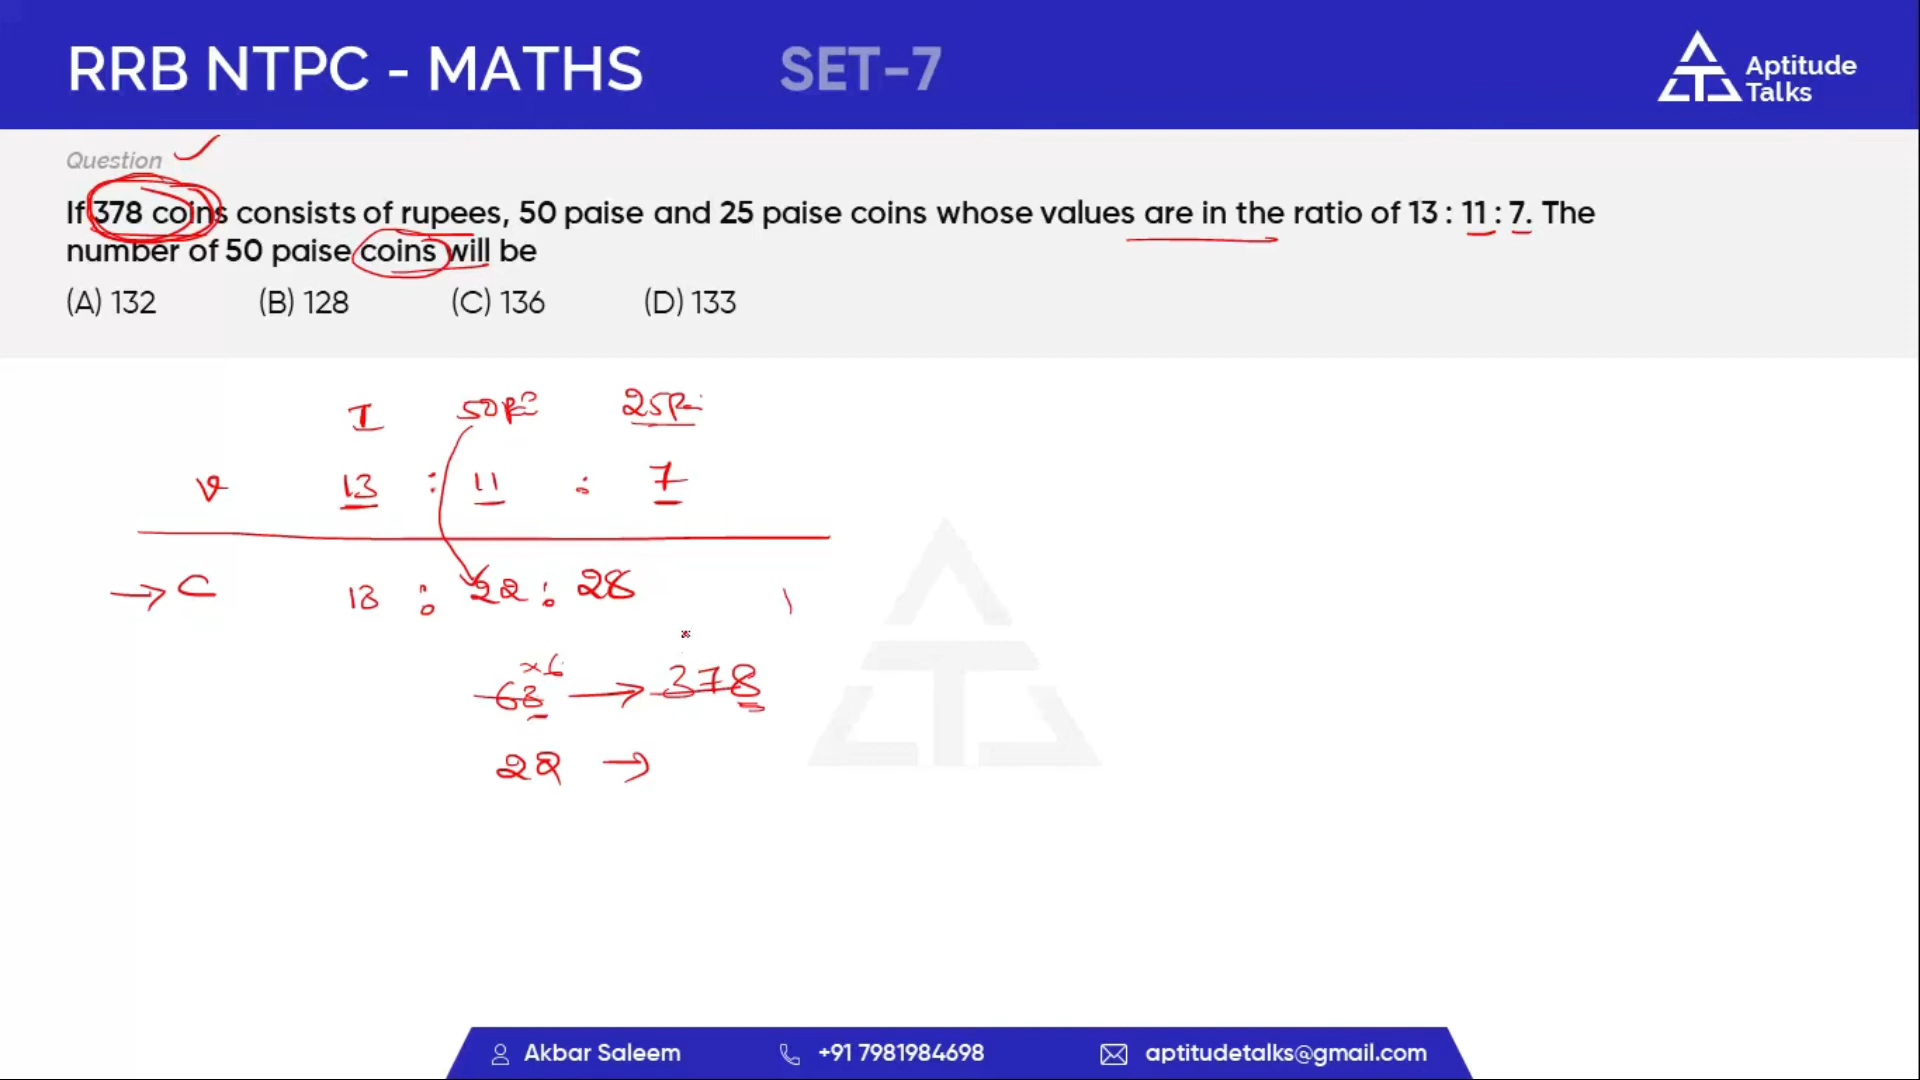 RRB NTPC - MATHS SET-7
Aptitude
Talks
Question
If 378 coins consists of rupees, 50 paise and 25 paise coins whose values are in the ratio of 13 : 11 : 7. The
number of 50 paise coins will be
(A) 132 (B) 128 (C) 136 (D) 133
50 25
v 13 : 11 : 7
→ C 13 : 22 : 28
×6
63 → 378
22 →
Akbar Saleem +91 7981984698 aptitudetalks@gmail.com